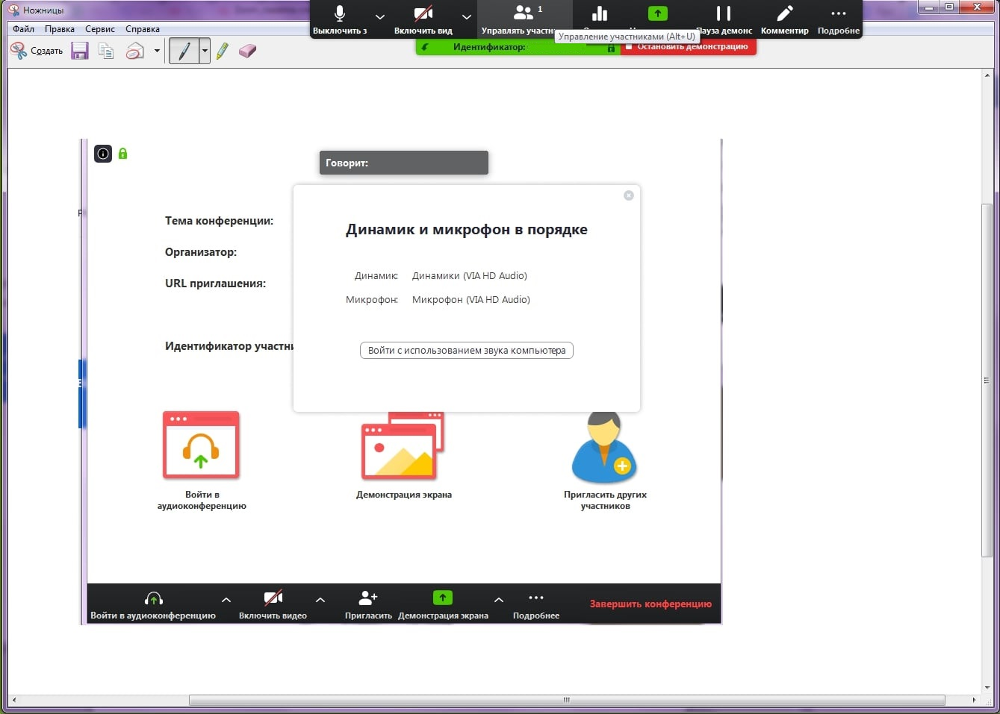 Ножницы
Файл Правка Сервис Справка
Создать
Выключить з
Включить вид
Управлять участн
1
Пауза демонс
Комментир
Подробне
Управление участниками (Alt+U)
Идентификатор:
Остановить демонстрацию
Говорит:
Тема конференции:
Организатор:
URL приглашения:
Идентификатор участни
Динамик и микрофон в порядке
Динамик: Динамики (VIA HD Audio)
Микрофон: Микрофон (VIA HD Audio)
Войти с использованием звука компьютера
Войти в
аудиоконференцию
Демонстрация экрана
Пригласить других
участников
Войти в аудиоконференцию
Включить видео
Пригласить
Демонстрация экрана
Подробнее
Завершить конференцию